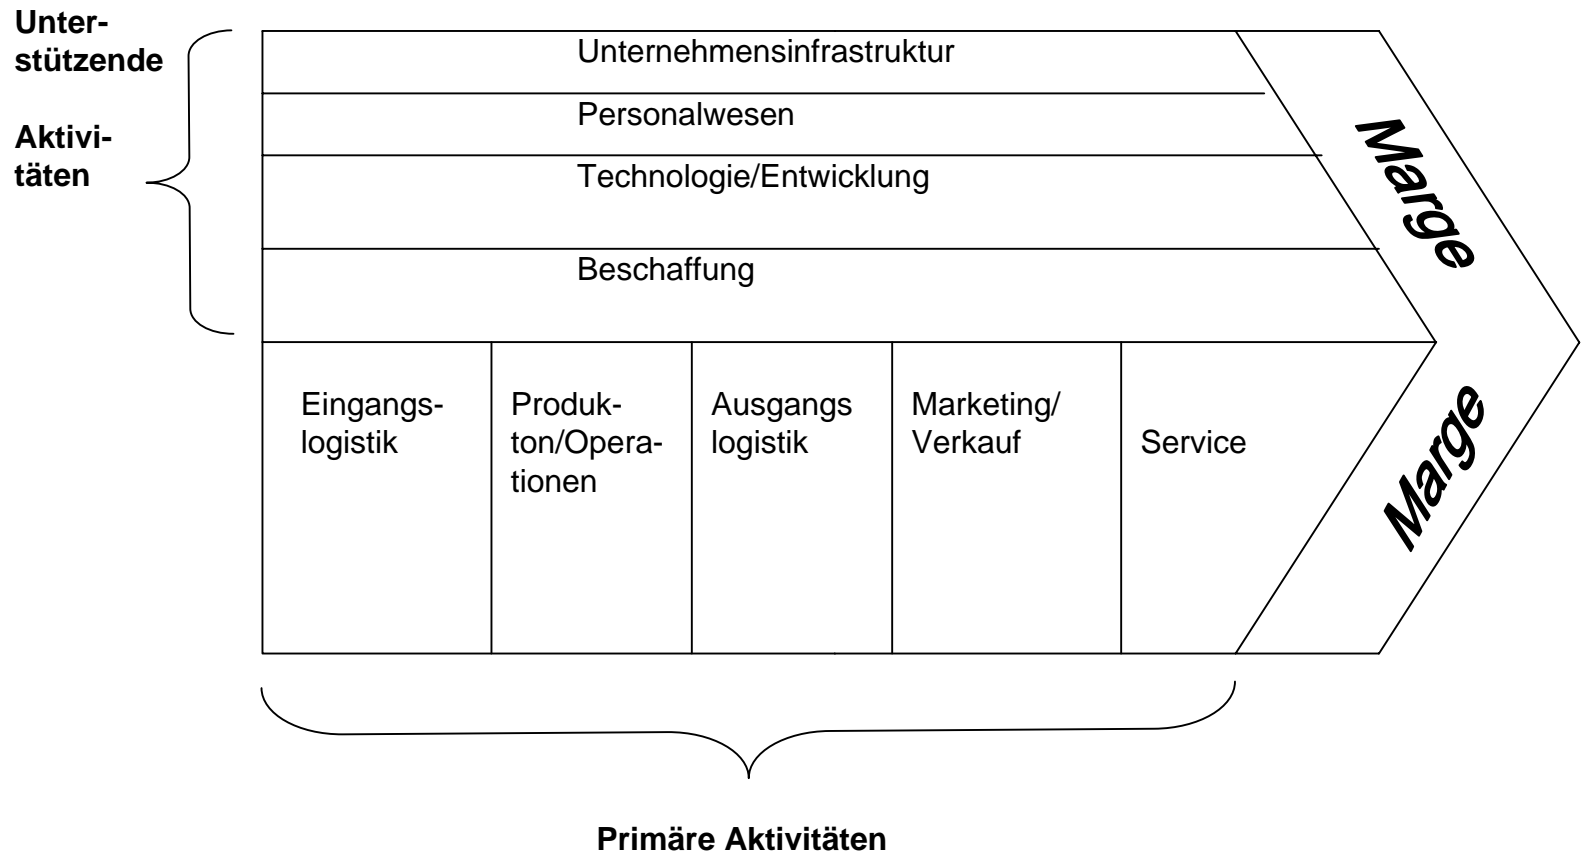 Unter-
stützende
Aktivi-
täten
Unternehmensinfrastruktur
Personalwesen
Technologie/Entwicklung
Beschaffung
Marge
Eingangs-
logistik
Produk-
ton/Opera-
tionen
Ausgangs
logistik
Marketing/
Verkauf
Service
Marge
Primäre Aktivitäten